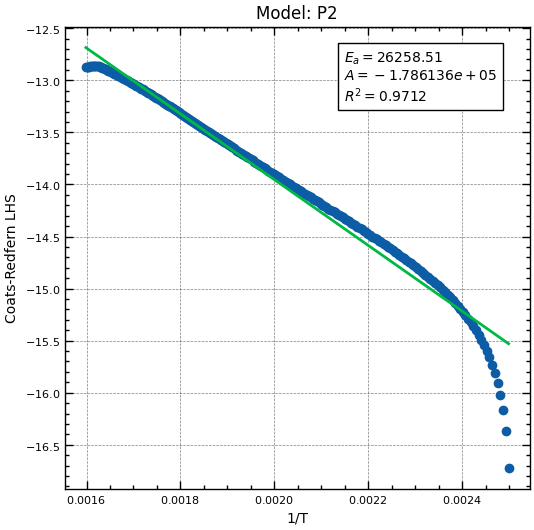 Model: P2
-12.5
-13.0
-13.5
-14.0
-14.5
-15.0
-15.5
-16.0
-16.5
Coats-Redfern LHS
E_a = 26258.51
A = −1.786136e + 05
R² = 0.9712
0.0016 0.0018 0.0020 0.0022 0.0024
1/T